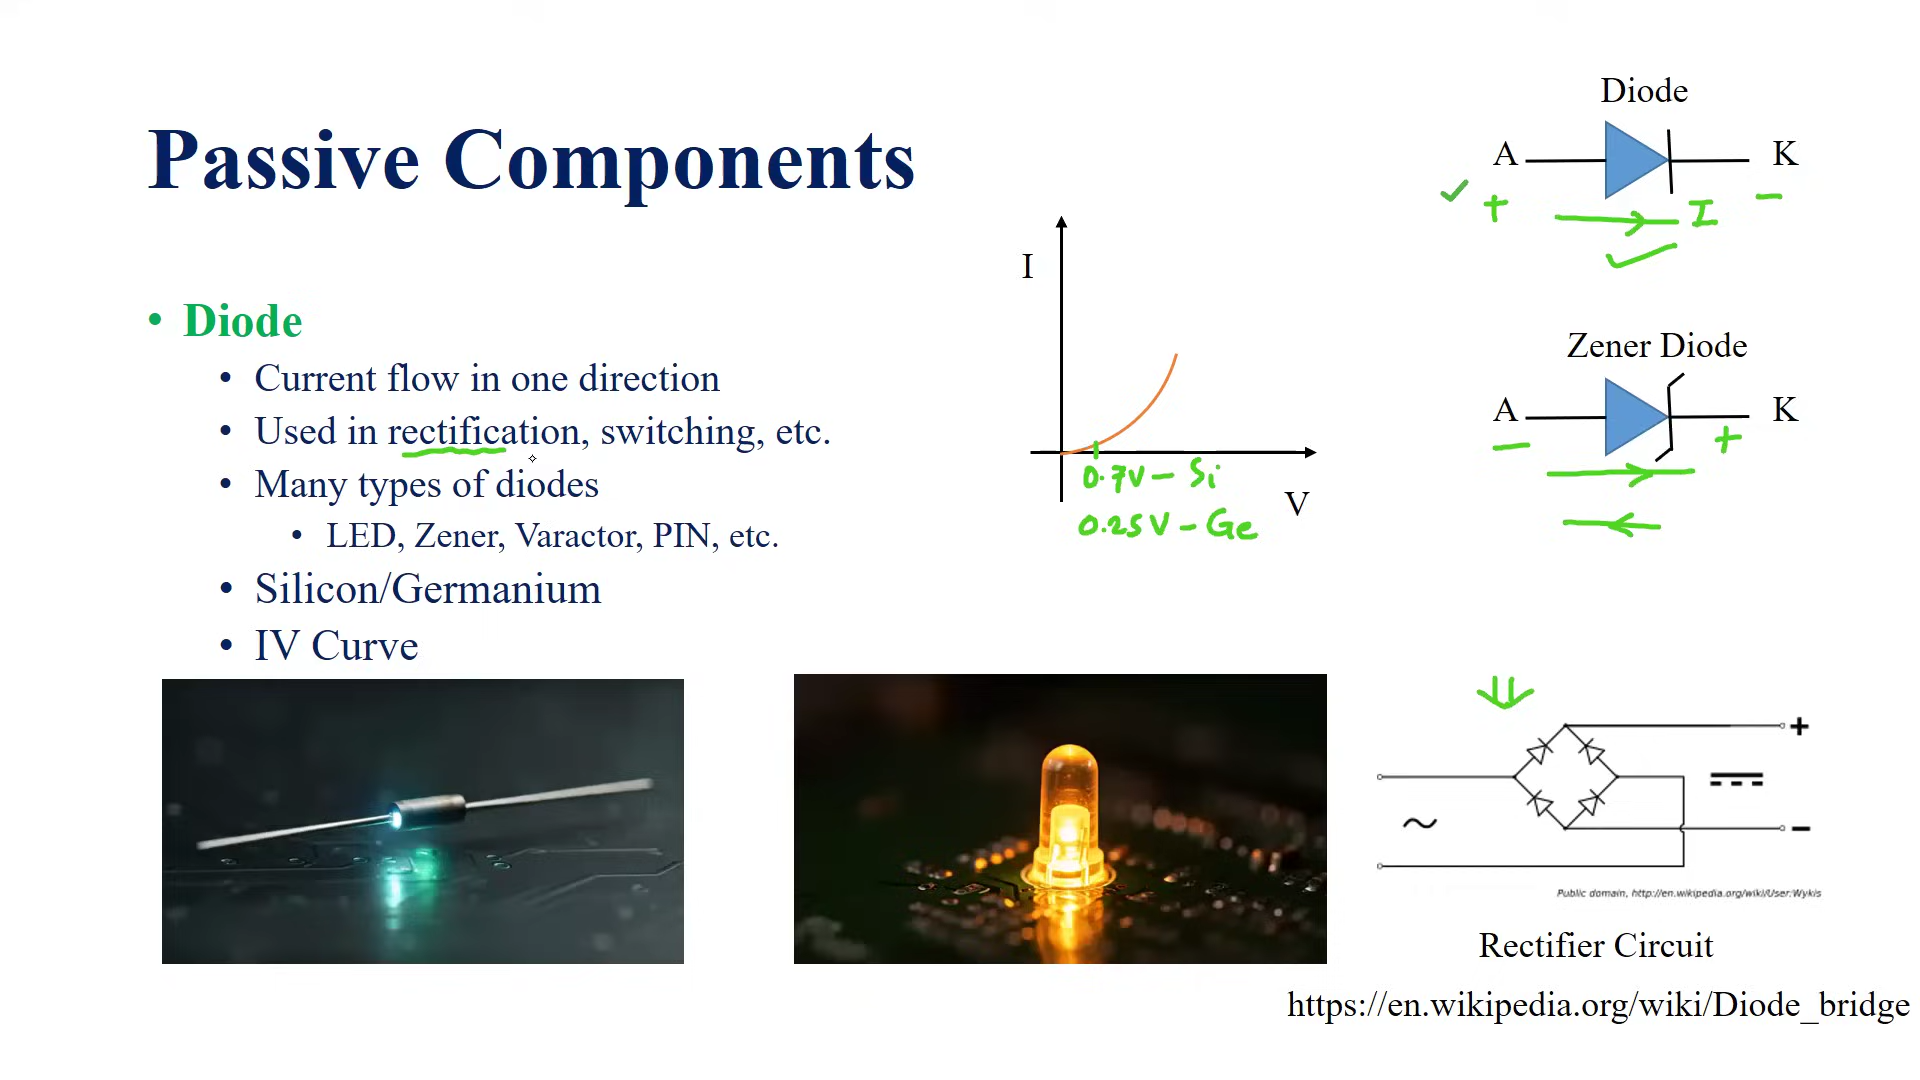 Passive Components
• Diode
• Current flow in one direction
• Used in rectification, switching, etc.
• Many types of diodes
• LED, Zener, Varactor, PIN, etc.
• Silicon/Germanium
• IV Curve
I
V
0.7V – Si
0.25V – Ge
Diode
A
K
+
I
−
Zener Diode
A
K
−
+
+
~
−
Public domain, http://en.wikipedia.org/wiki/User:Wykis
Rectifier Circuit
https://en.wikipedia.org/wiki/Diode_bridge